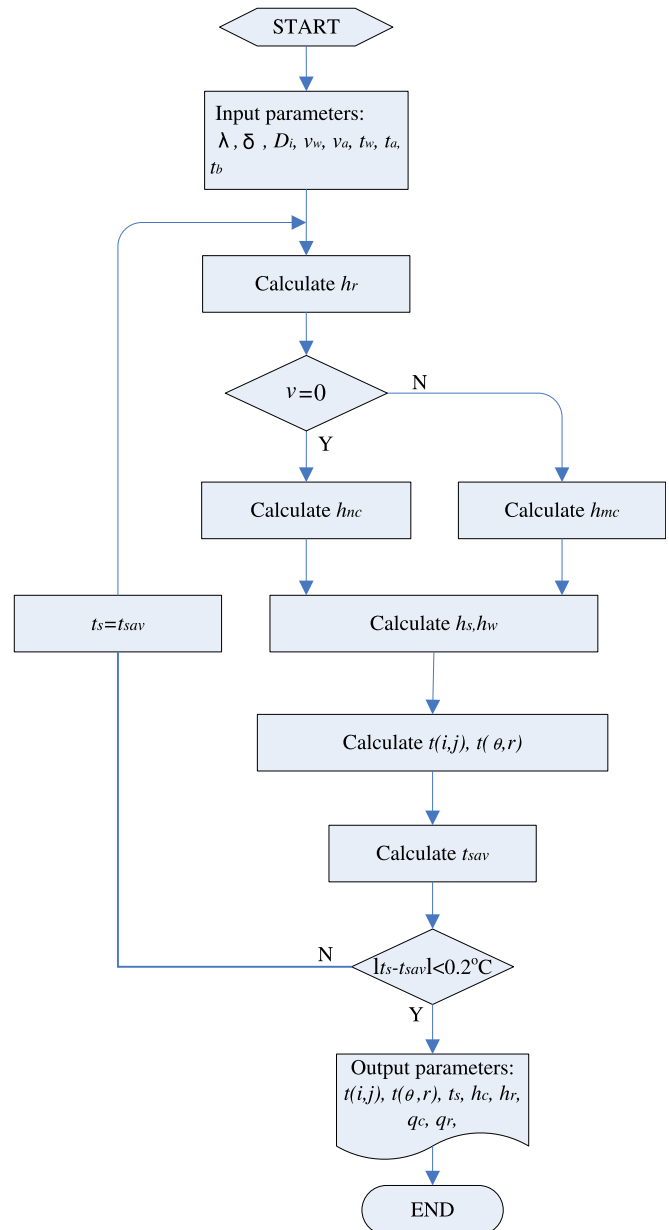 START
Input parameters:
λ, δ, Di, vw, va, tw, ta,
tb
Calculate hr
v=0
N
Y
Calculate hnc
Calculate hmc
ts=tsav
Calculate hs,hw
Calculate t(i,j), t(θ,r)
Calculate tsav
N
|ts-tsav|<0.2°C
Y
Output parameters:
t(i,j), t(θ,r), ts, hc, hr,
qc, qr,
END